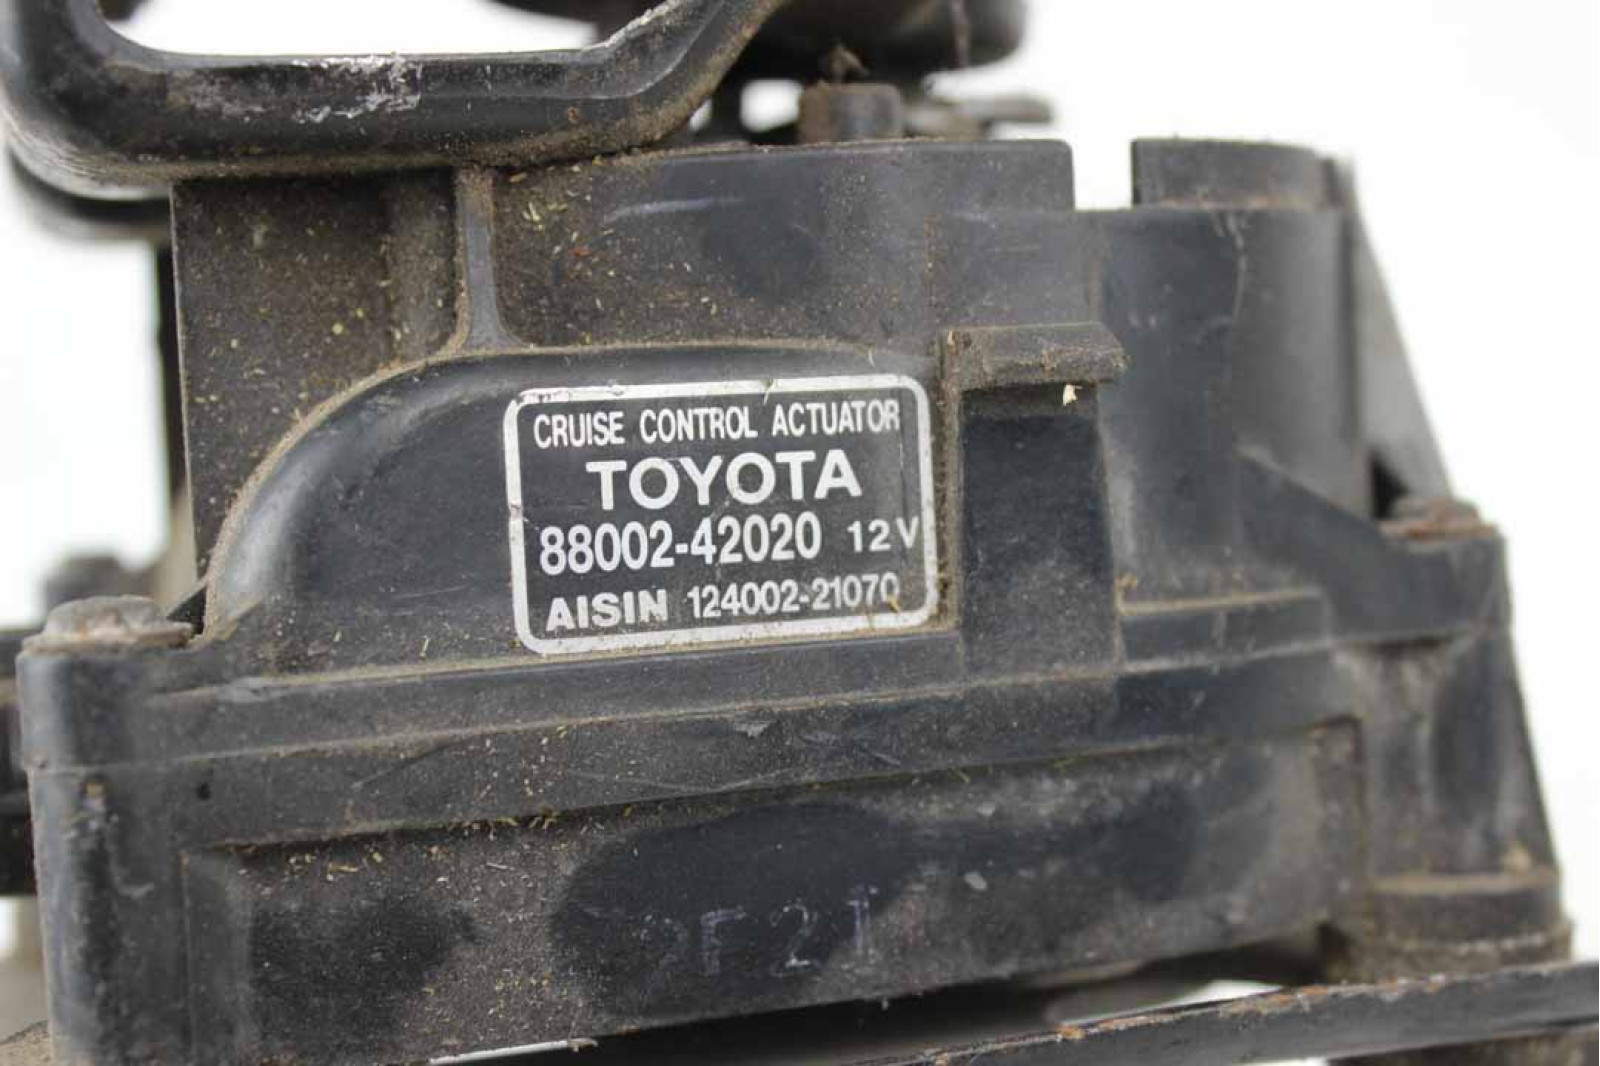 CRUISE CONTROL ACTUATOR
TOYOTA
88002-42020 12V
AISIN 124002-21070